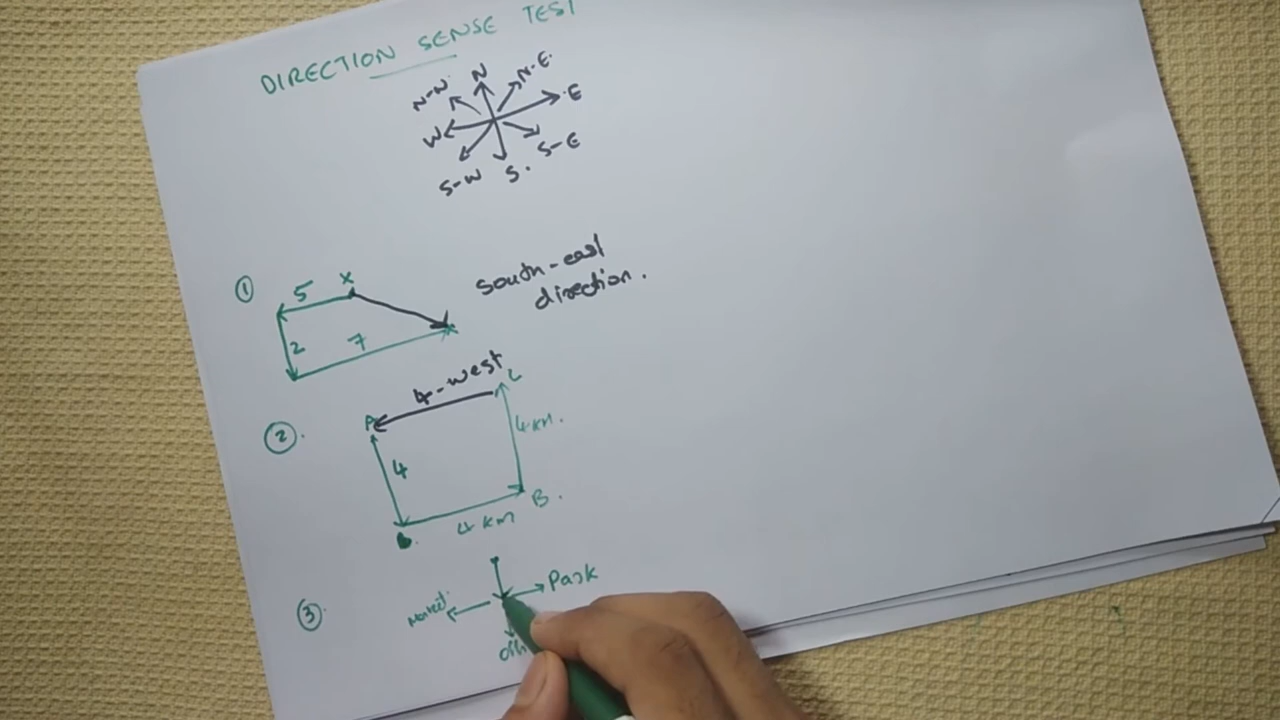 DIRECTION SENSE TEST
N
N-W
N-E
W
E
S-W
S
S-E
①
5
X
2
7
south-east
direction.
②
4-west
A
4
4 km.
4 km
B.
③
Park